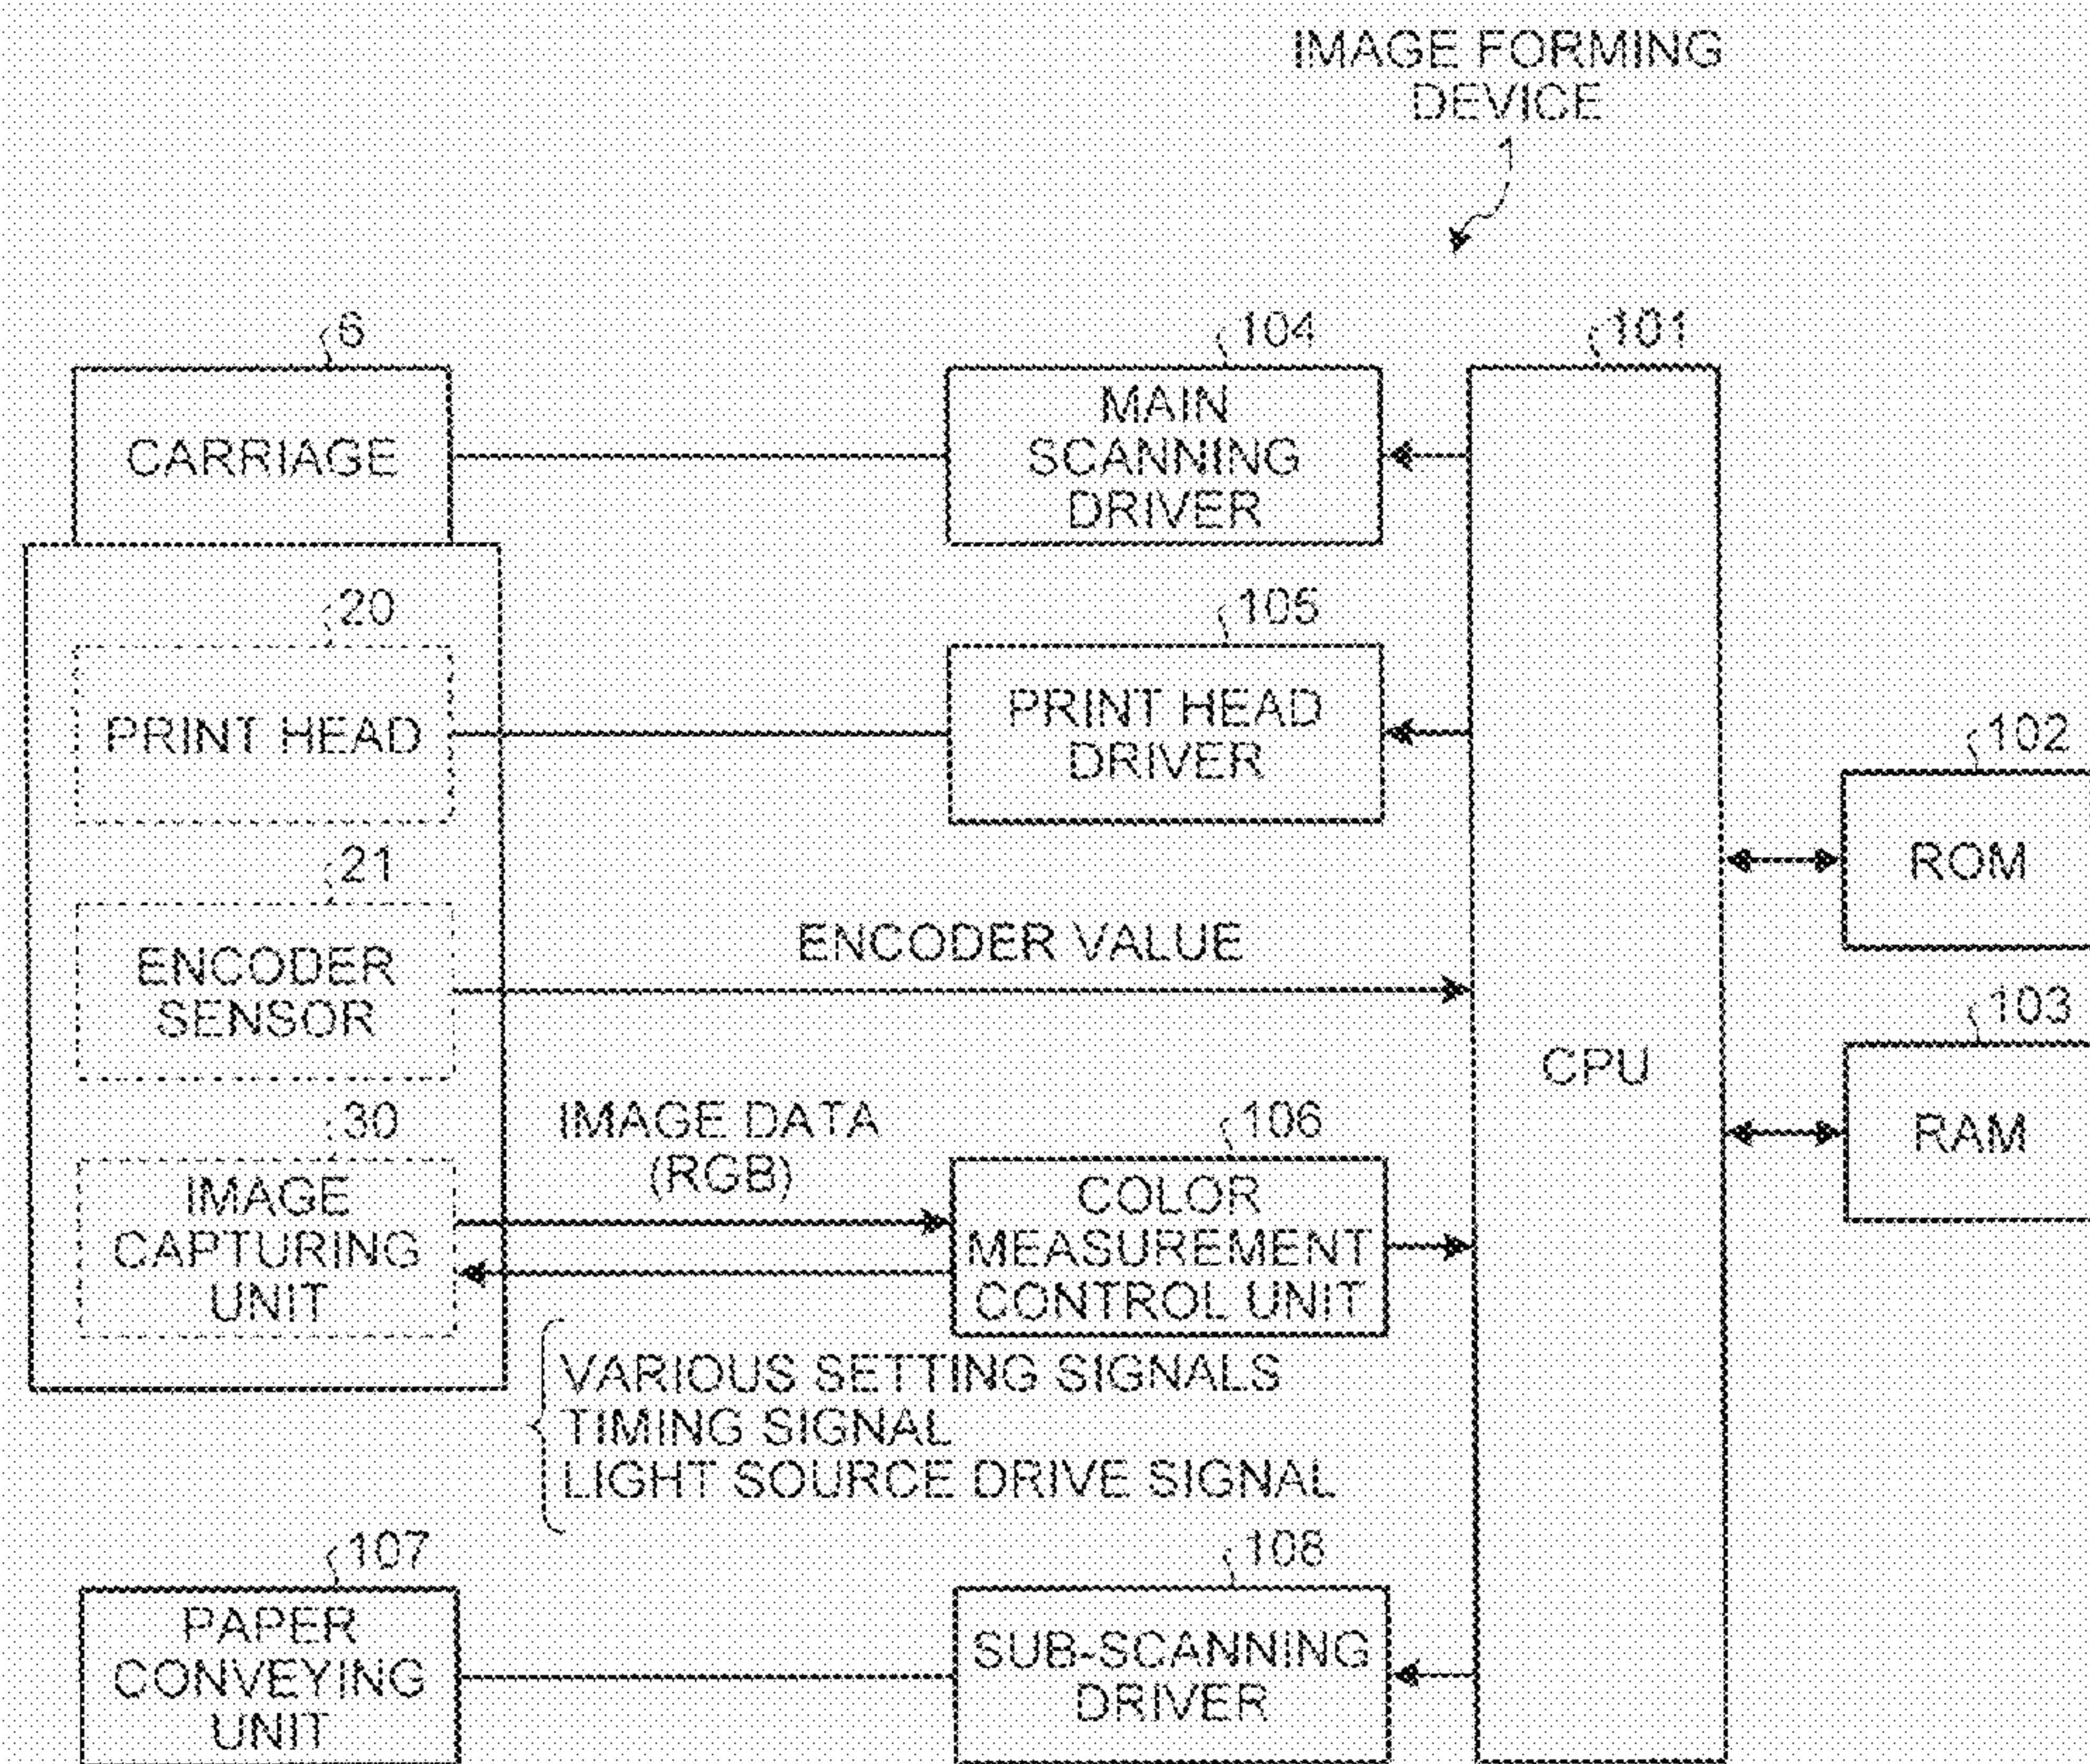 IMAGE FORMING
DEVICE
1
6
104
101
CARRIAGE
MAIN
SCANNING
DRIVER
20
105
PRINT HEAD
PRINT HEAD
DRIVER
102
ROM
21
ENCODER
SENSOR
ENCODER VALUE
103
RAM
CPU
30
IMAGE DATA
(RGB)
106
IMAGE
CAPTURING
UNIT
COLOR
MEASUREMENT
CONTROL UNIT
VARIOUS SETTING SIGNALS
TIMING SIGNAL
LIGHT SOURCE DRIVE SIGNAL
107
108
PAPER
CONVEYING
UNIT
SUB-SCANNING
DRIVER